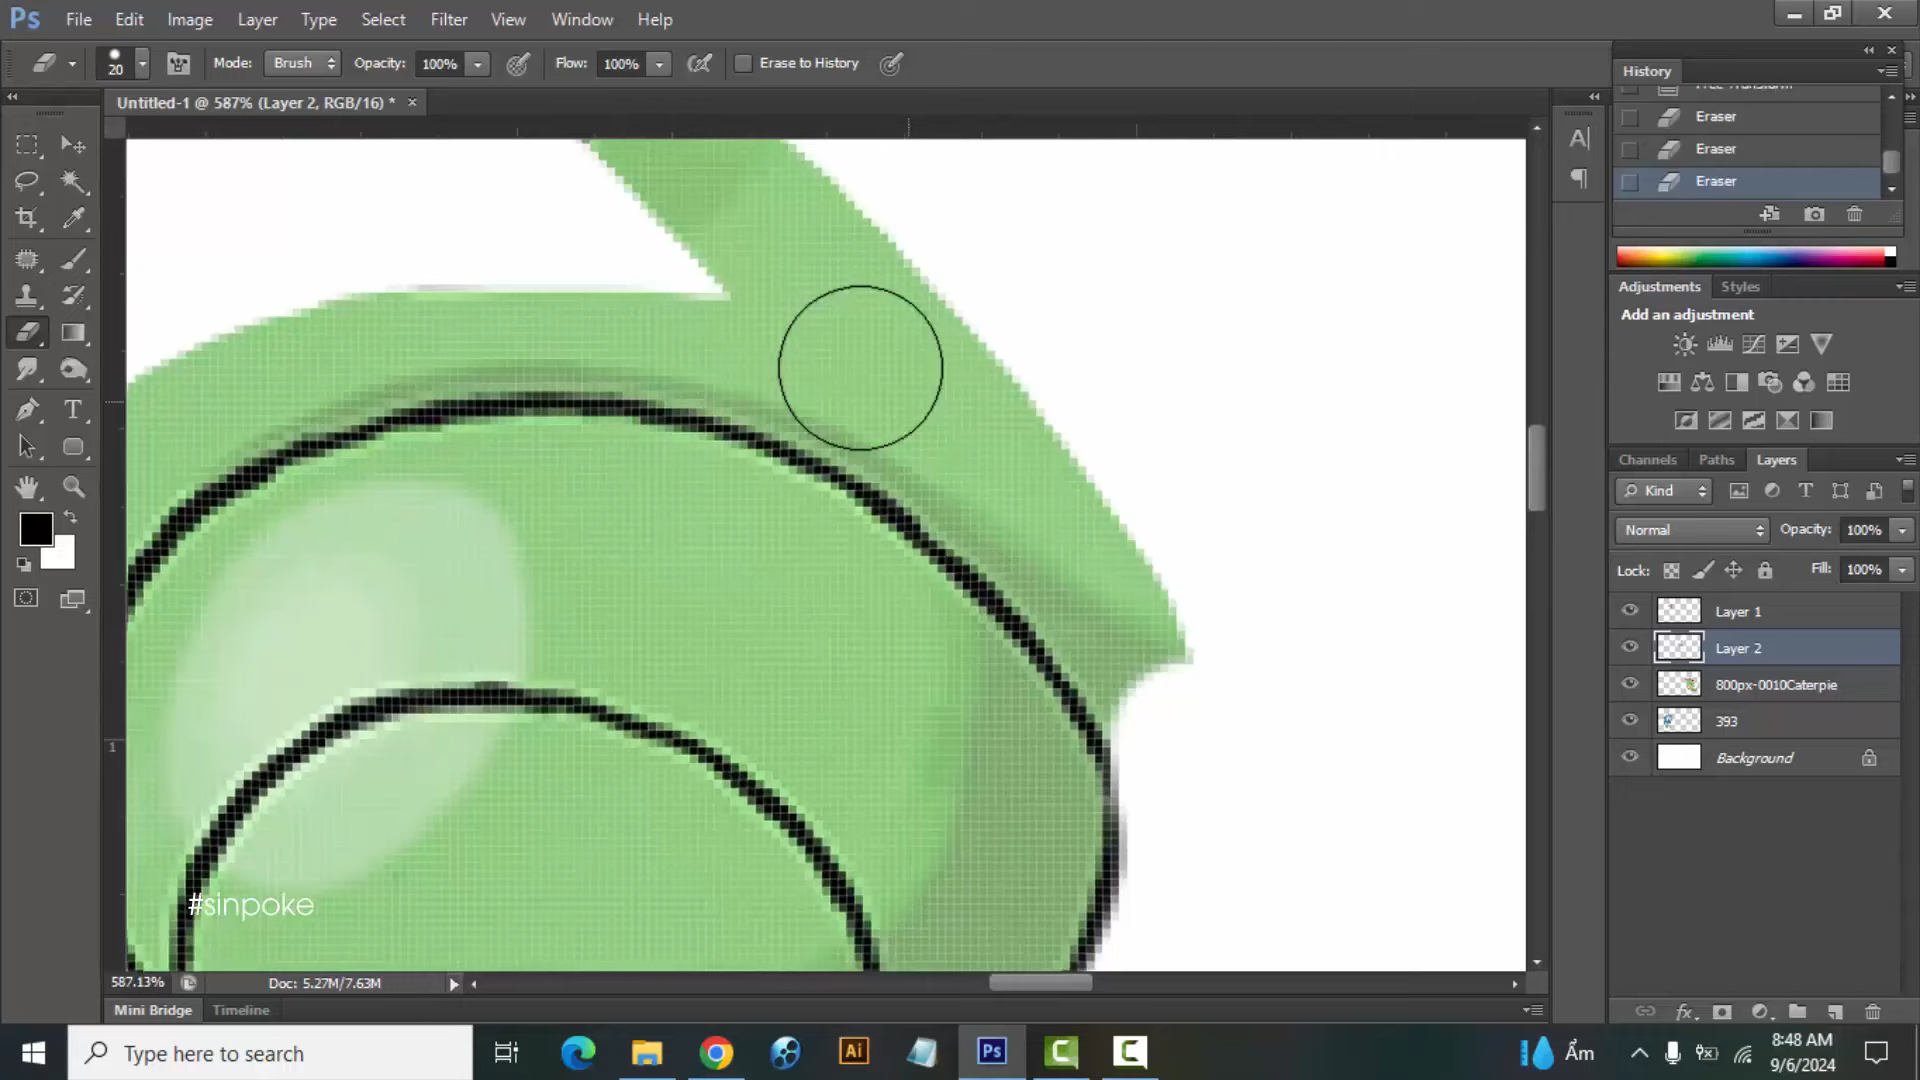 Ps File Edit Image Layer Type Select Filter View Window Help
20 Mode: Brush Opacity: 100% Flow: 100% Erase to History
Untitled-1 @ 587% (Layer 2, RGB/16) * ×
History
Free Transform
Eraser
Eraser
Eraser
Adjustments Styles
Add an adjustment
Channels Paths Layers
Kind
Normal Opacity: 100%
Lock: Fill: 100%
Layer 1
Layer 2
800px-0010Caterpie
393
Background
1
#sinpoke
587.13% Doc: 5.27M/7.63M
Mini Bridge Timeline
Type here to search
Ai Ps
Ẩm
8:48 AM
9/6/2024